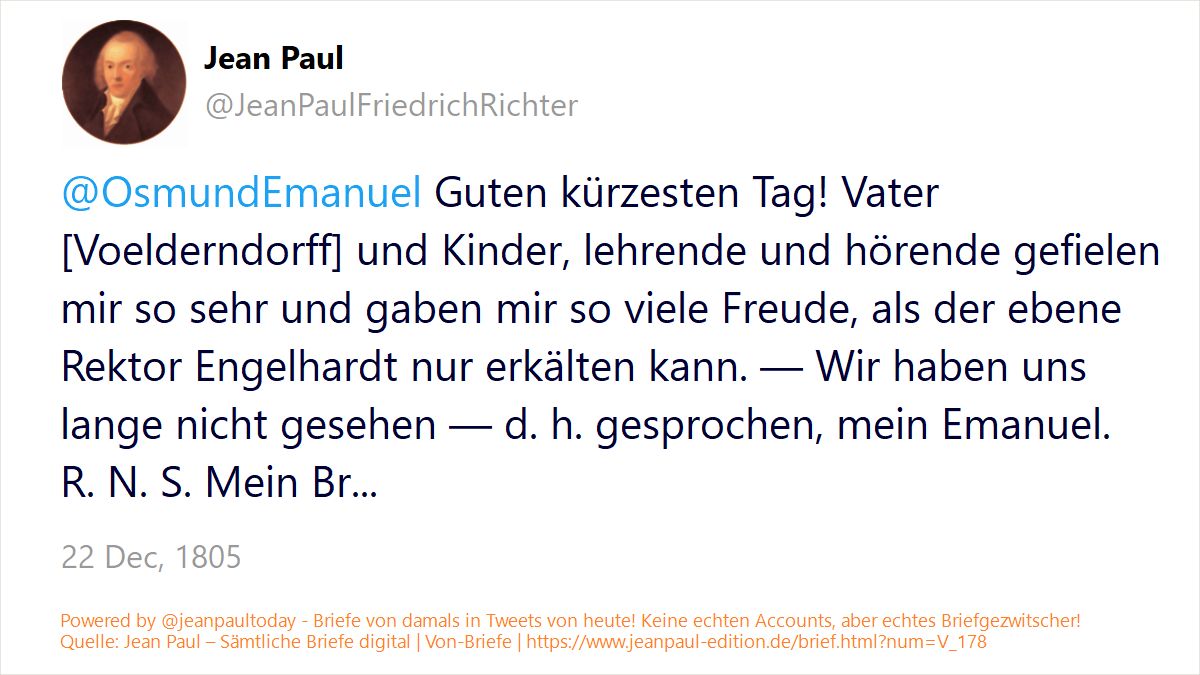 Jean Paul
@JeanPaulFriedrichRichter
@OsmundEmanuel Guten kürzesten Tag! Vater
[Voelderndorff] und Kinder, lehrende und hörende gefielen
mir so sehr und gaben mir so viele Freude, als der ebene
Rektor Engelhardt nur erkälten kann. — Wir haben uns
lange nicht gesehen — d. h. gesprochen, mein Emanuel.
R. N. S. Mein Br...
22 Dec, 1805
Powered by @jeanpaultoday - Briefe von damals in Tweets von heute! Keine echten Accounts, aber echtes Briefgezwitscher!
Quelle: Jean Paul – Sämtliche Briefe digital | Von-Briefe | https://www.jeanpaul-edition.de/brief.html?num=V_178